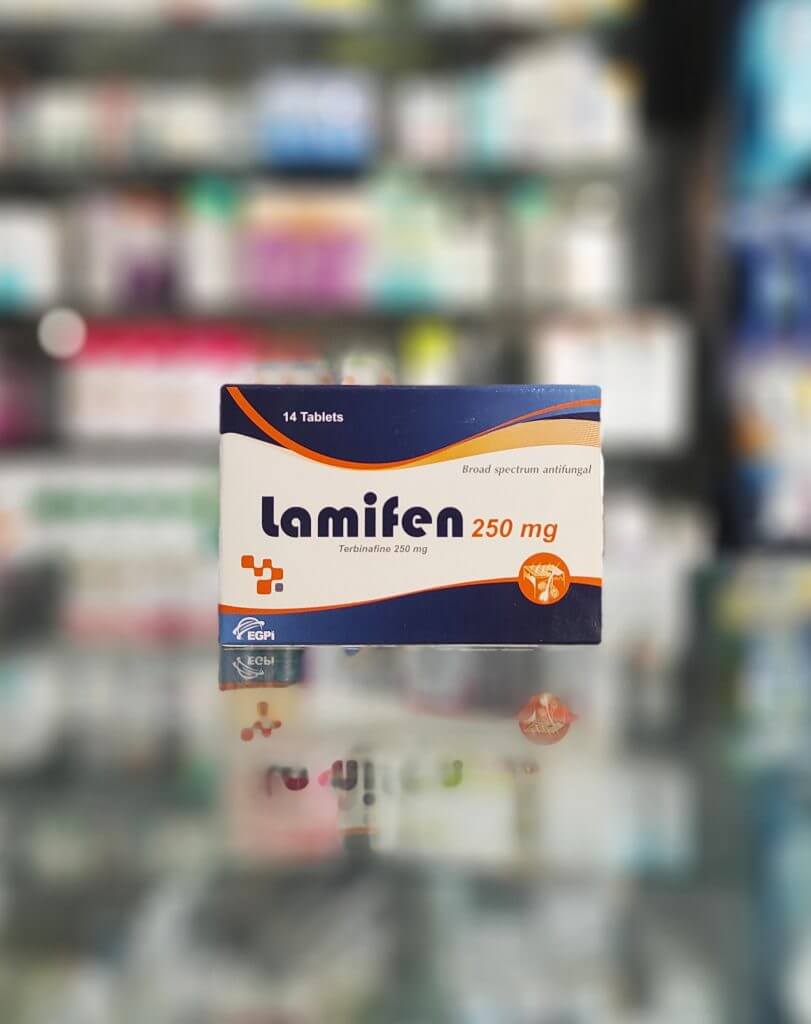 14 Tablets
Broad spectrum antifungal
Lamifen 250 mg
Terbinafine 250 mg
EGPi